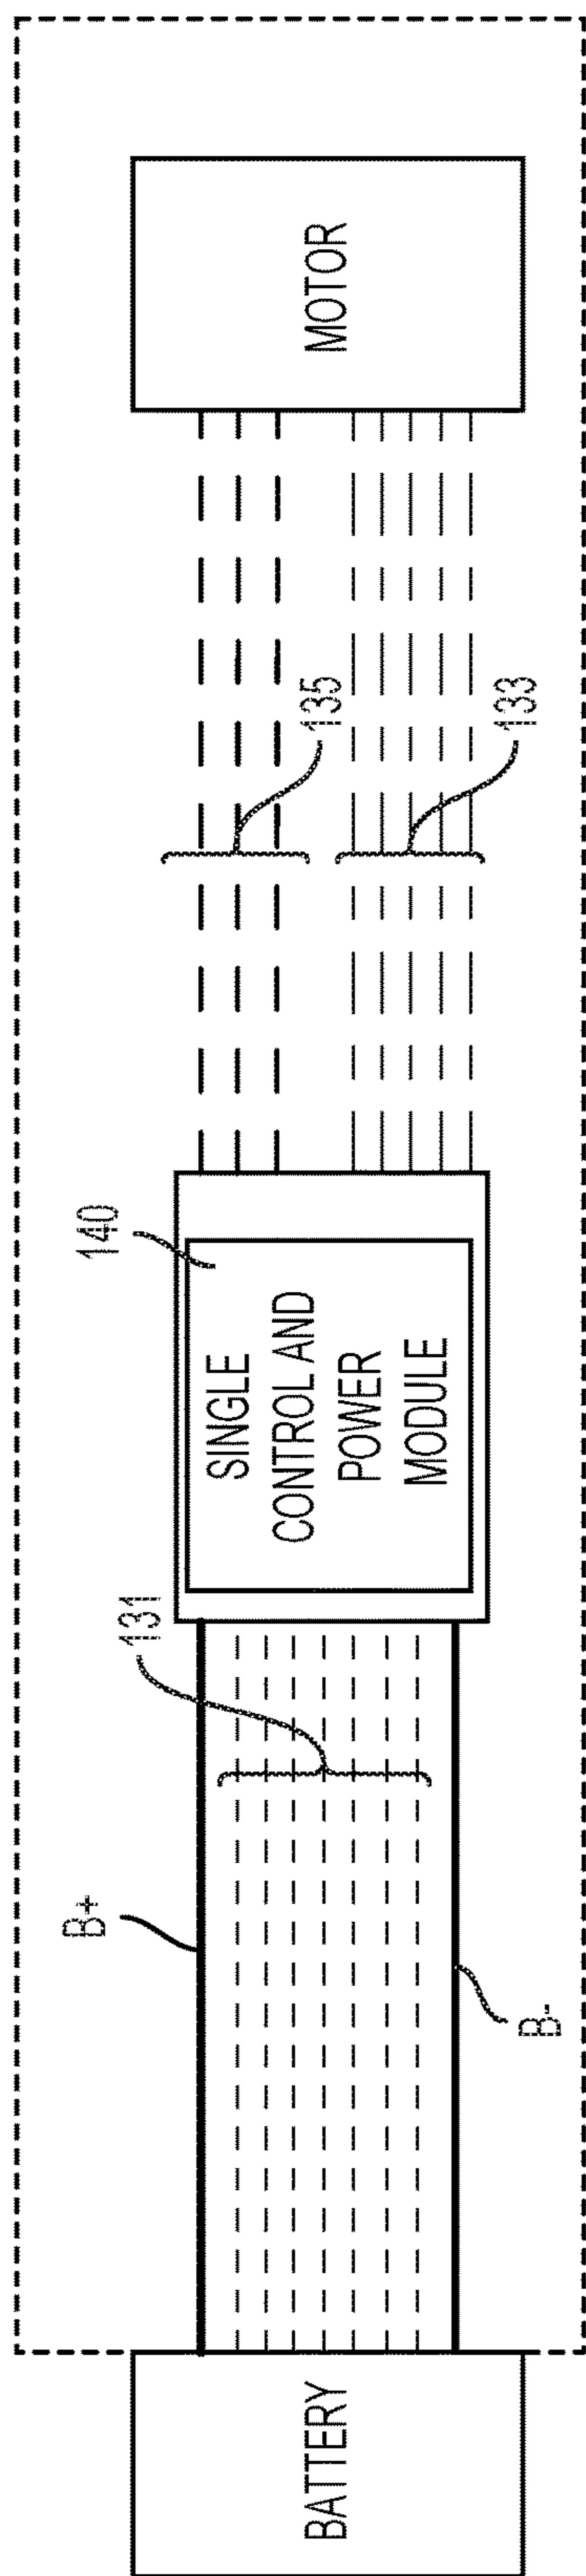 BATTERY
B+
B-
131
140
SINGLE
CONTROL AND
POWER
MODULE
135
133
MOTOR